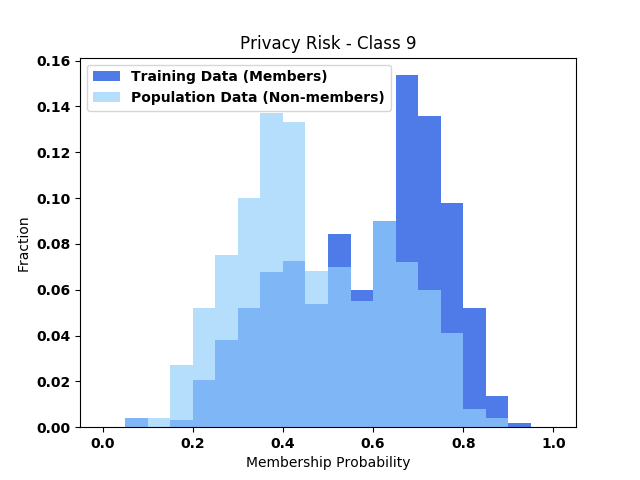 Privacy Risk - Class 9
Training Data (Members)
Population Data (Non-members)
0.16
0.14
0.12
0.10
0.08
0.06
0.04
0.02
0.00
Fraction
0.0 0.2 0.4 0.6 0.8 1.0
Membership Probability